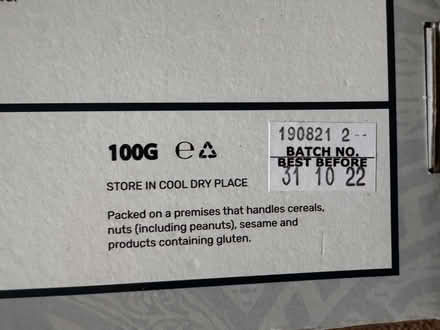 190821 2--
BATCH NO.
BEST BEFORE
31 10 22
100G ℮
STORE IN COOL DRY PLACE
Packed on a premises that handles cereals,
nuts (including peanuts), sesame and
products containing gluten.